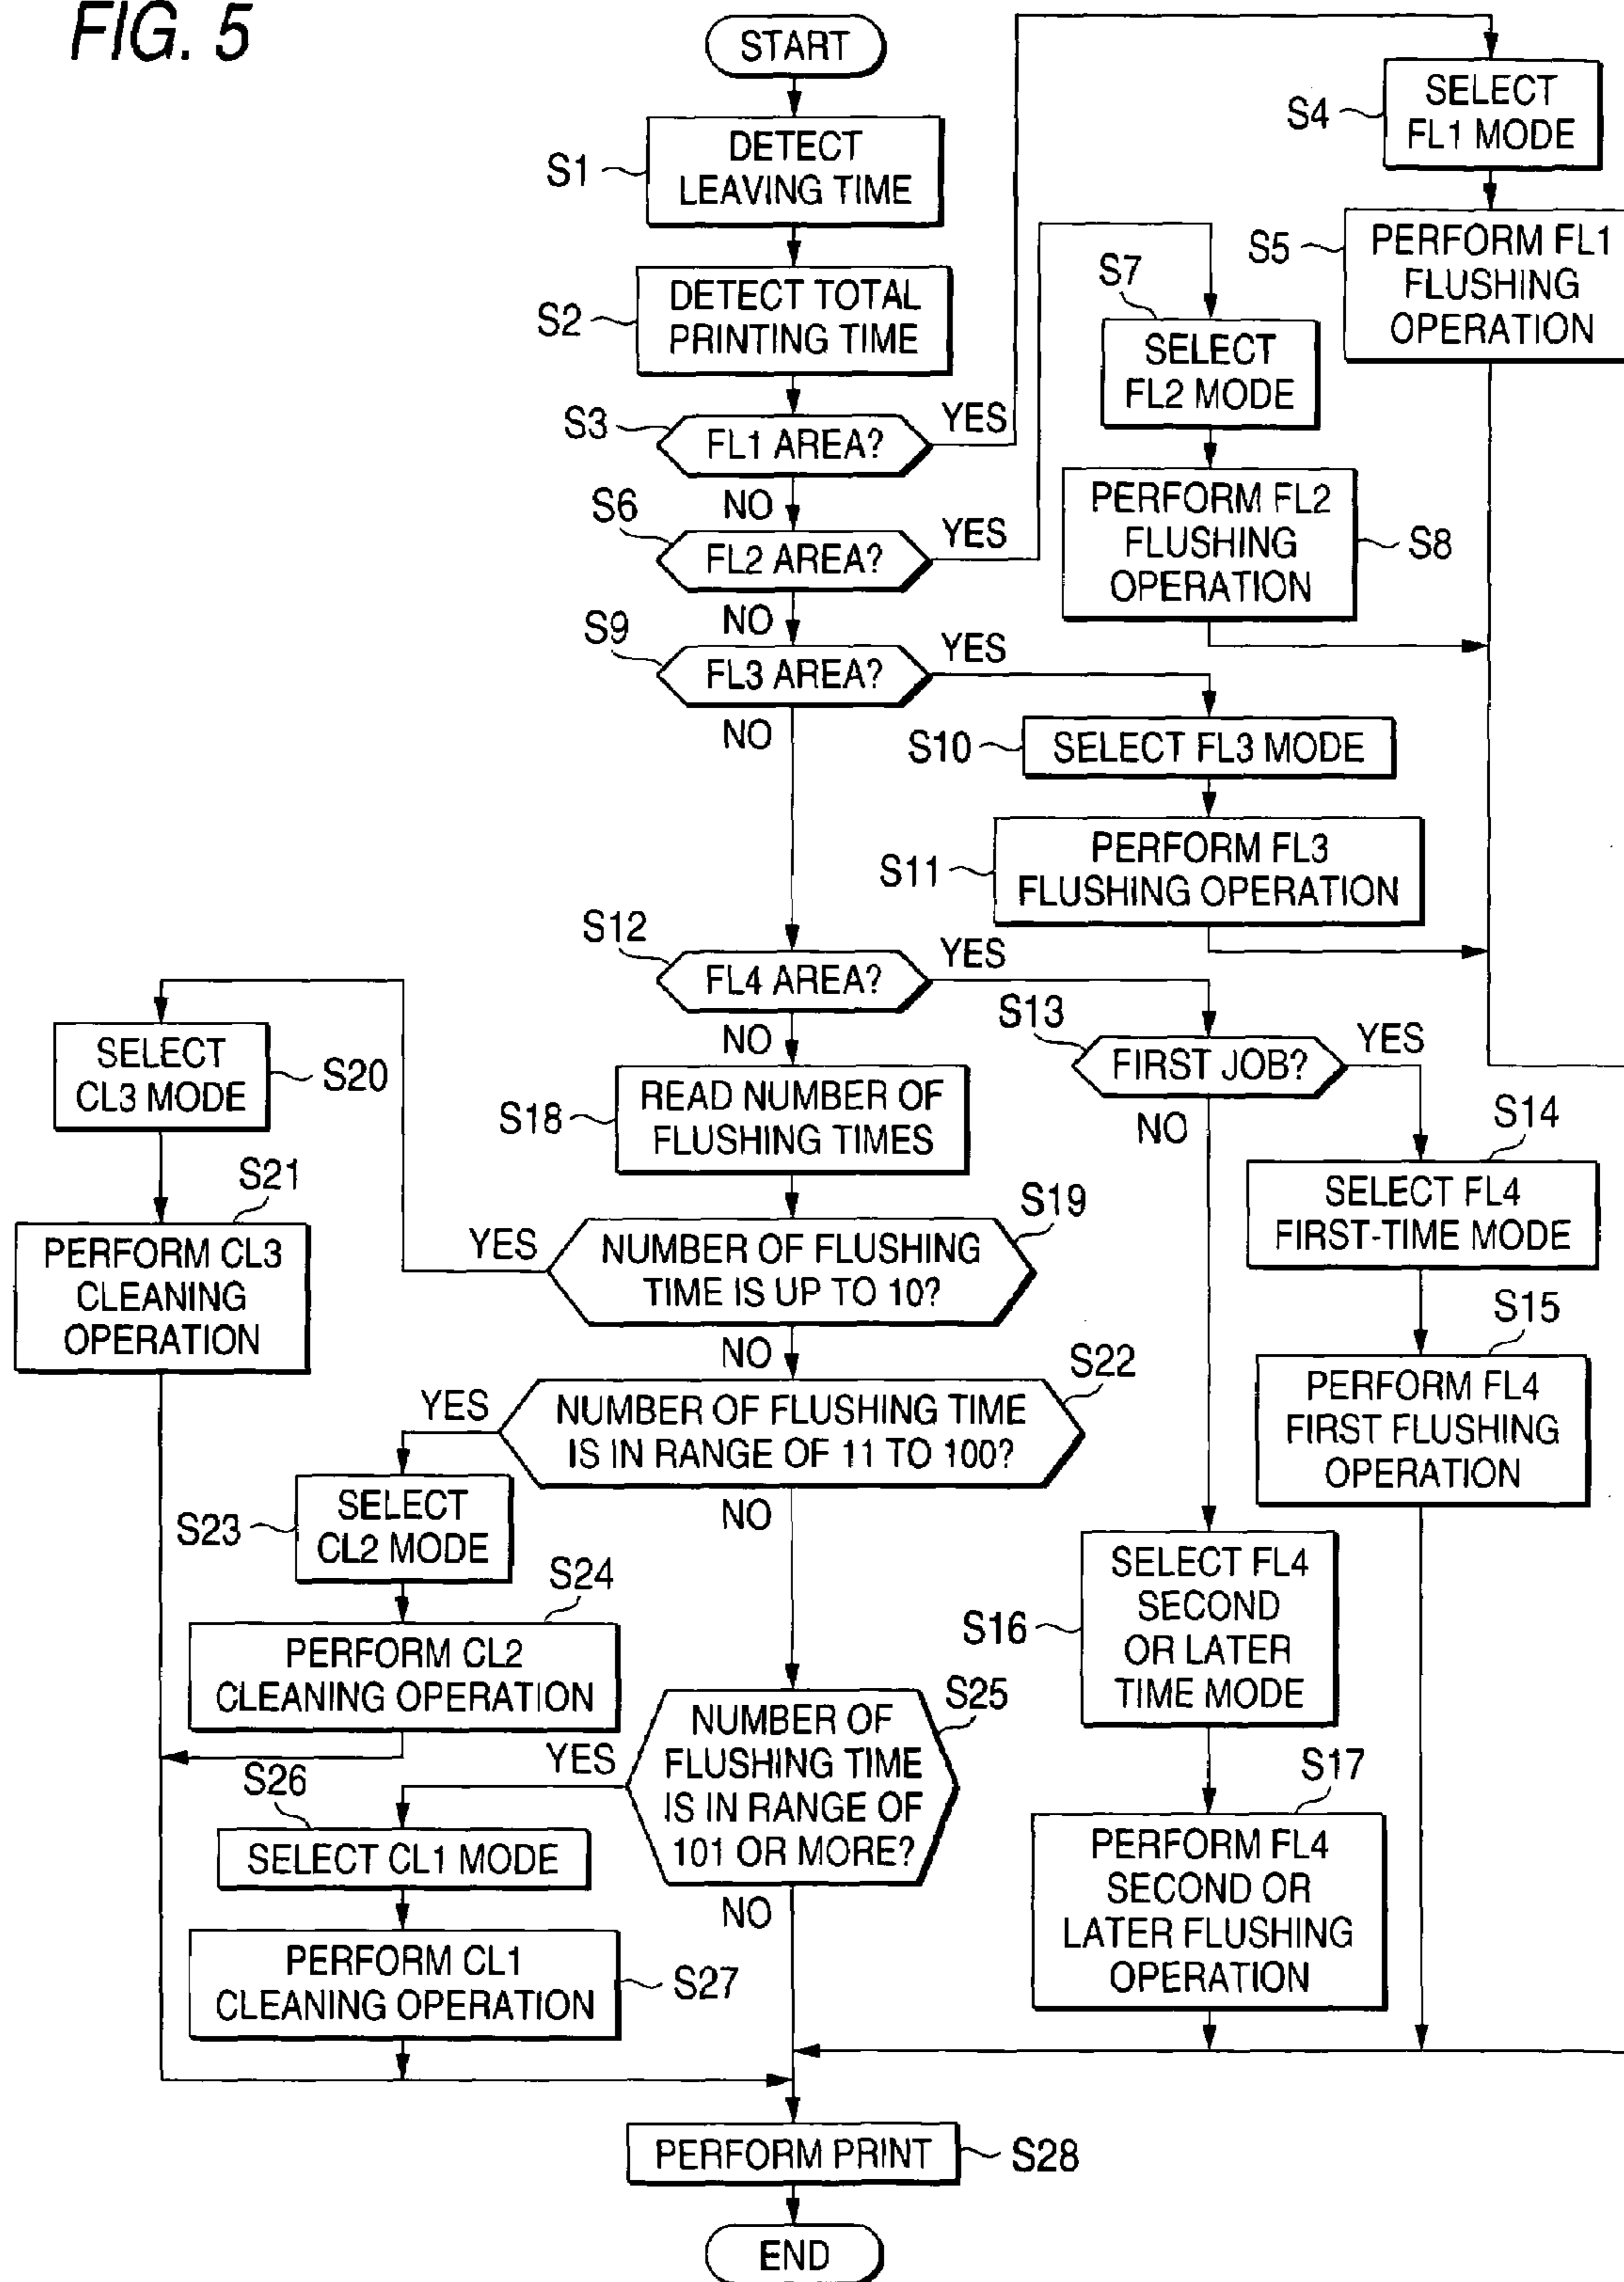 FIG. 5
START
S1
DETECT
LEAVING TIME
S2
DETECT TOTAL
PRINTING TIME
S3
FL1 AREA?
YES
NO
S4
SELECT
FL1 MODE
S5
PERFORM FL1
FLUSHING
OPERATION
S6
FL2 AREA?
YES
NO
S7
SELECT
FL2 MODE
PERFORM FL2
FLUSHING
OPERATION
S8
S9
FL3 AREA?
YES
NO
S10
SELECT FL3 MODE
S11
PERFORM FL3
FLUSHING OPERATION
S12
FL4 AREA?
YES
NO
S13
FIRST JOB?
YES
NO
S14
SELECT FL4
FIRST-TIME MODE
S15
PERFORM FL4
FIRST FLUSHING
OPERATION
S16
SELECT FL4
SECOND
OR LATER
TIME MODE
S17
PERFORM FL4
SECOND OR
LATER FLUSHING
OPERATION
S18
READ NUMBER OF
FLUSHING TIMES
S19
NUMBER OF FLUSHING
TIME IS UP TO 10?
YES
NO
SELECT
CL3 MODE
S20
S21
PERFORM CL3
CLEANING
OPERATION
S22
NUMBER OF FLUSHING TIME
IS IN RANGE OF 11 TO 100?
YES
NO
S23
SELECT
CL2 MODE
S24
PERFORM CL2
CLEANING OPERATION
S25
NUMBER OF
FLUSHING TIME
IS IN RANGE OF
101 OR MORE?
YES
NO
S26
SELECT CL1 MODE
PERFORM CL1
CLEANING OPERATION
S27
PERFORM PRINT
S28
END